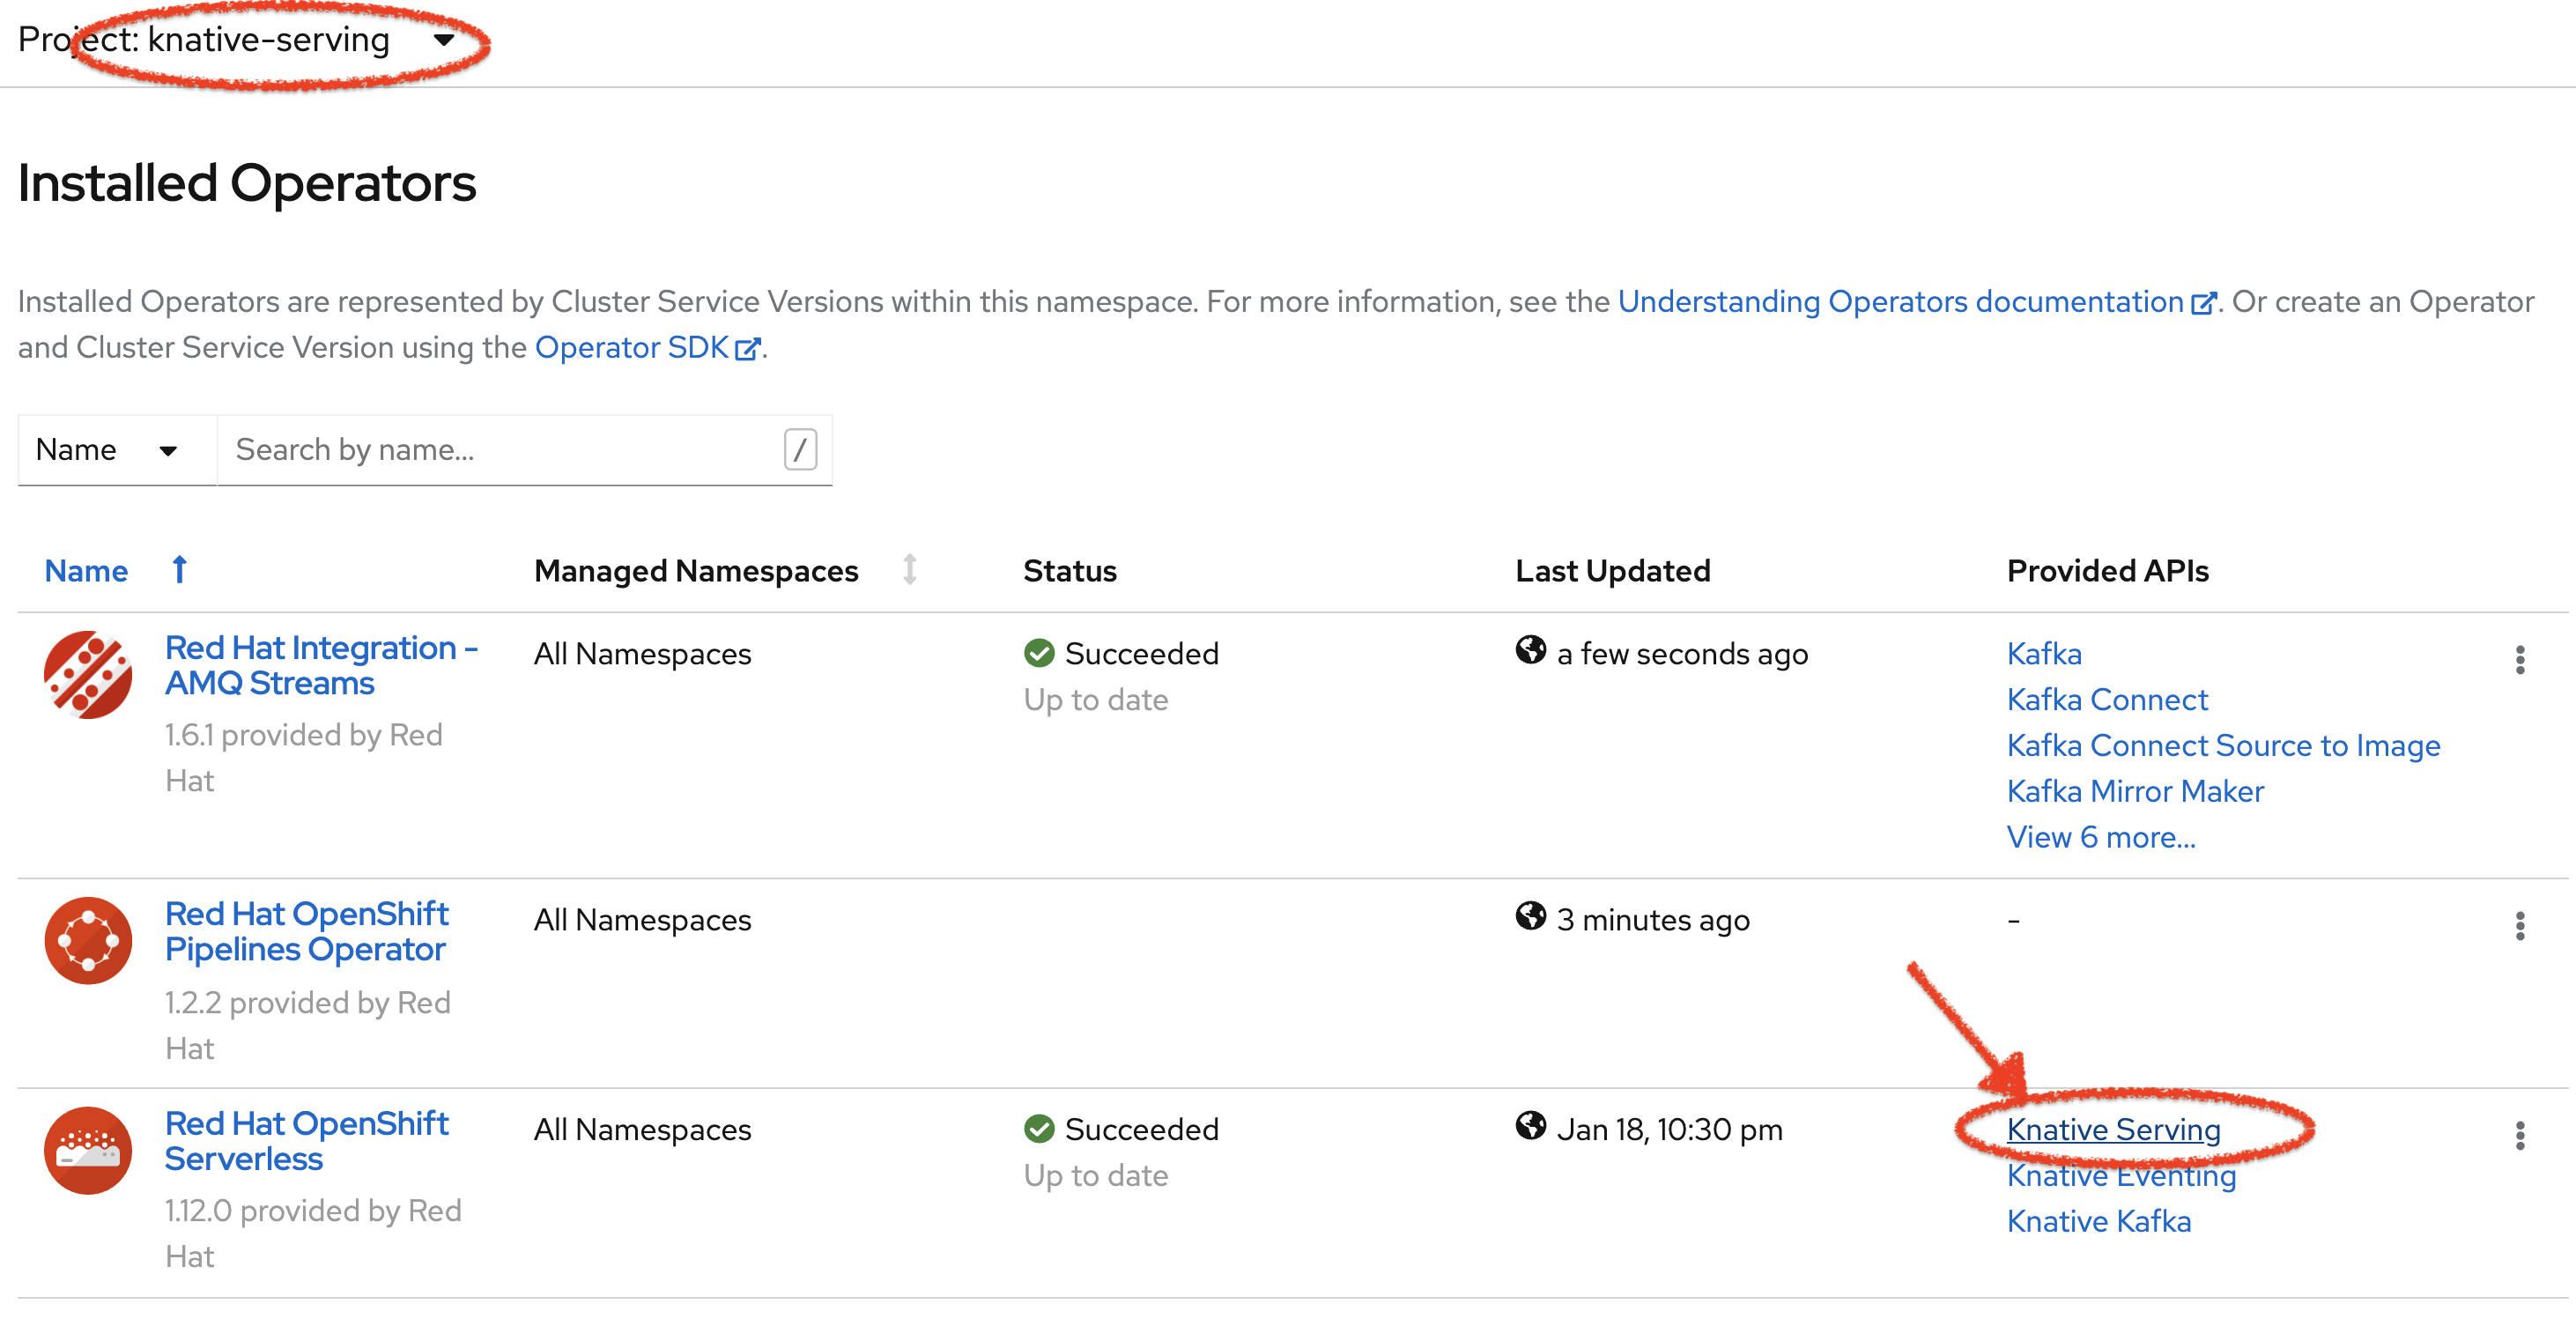 Project: knative-serving
Installed Operators
Installed Operators are represented by Cluster Service Versions within this namespace. For more information, see the Understanding Operators documentation. Or create an Operator
and Cluster Service Version using the Operator SDK.
Name Search by name... /
Name Managed Namespaces Status Last Updated Provided APIs
Red Hat Integration -
AMQ Streams
1.6.1 provided by Red
Hat
All Namespaces
Succeeded
Up to date
a few seconds ago
Kafka
Kafka Connect
Kafka Connect Source to Image
Kafka Mirror Maker
View 6 more...
Red Hat OpenShift
Pipelines Operator
1.2.2 provided by Red
Hat
All Namespaces
3 minutes ago
-
Red Hat OpenShift
Serverless
1.12.0 provided by Red
Hat
All Namespaces
Succeeded
Up to date
Jan 18, 10:30 pm
Knative Serving
Knative Eventing
Knative Kafka